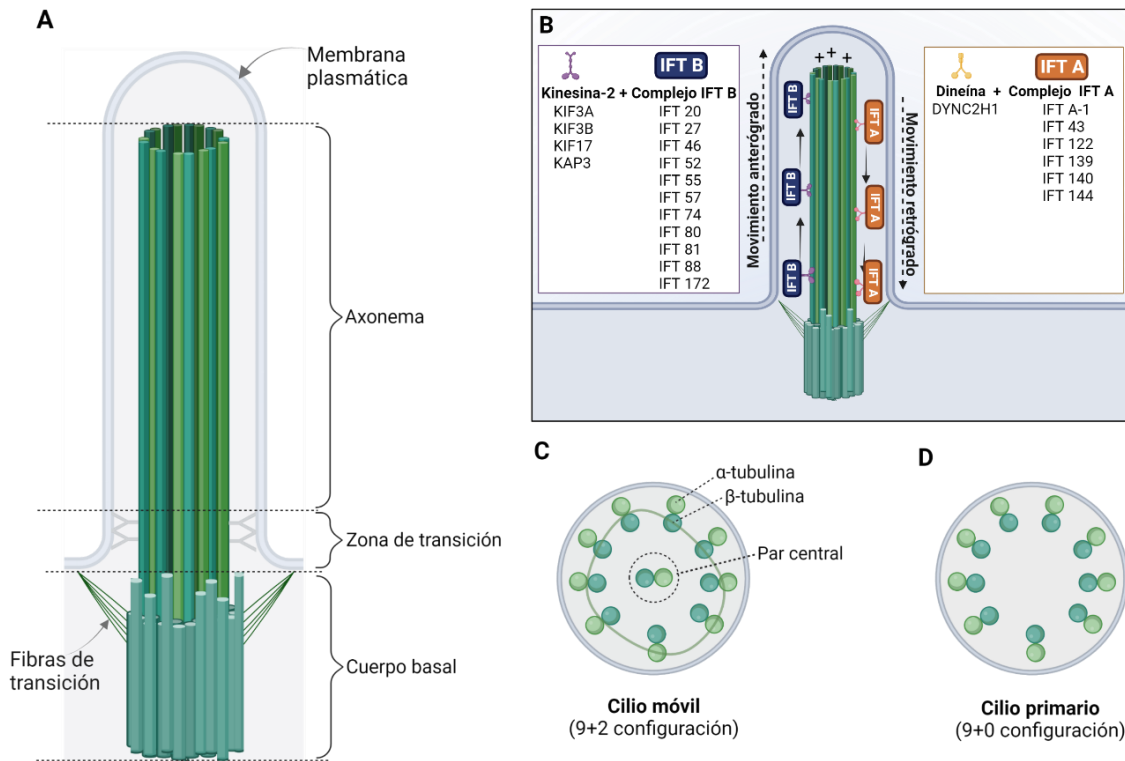 A
Membrana
plasmática
Axonema
Zona de transición
Fibras de
transición
Cuerpo basal
B
IFT B
Kinesina-2 + Complejo IFT B
KIF3A
KIF3B
KIF17
KAP3
IFT 20
IFT 27
IFT 46
IFT 52
IFT 55
IFT 57
IFT 74
IFT 80
IFT 81
IFT 88
IFT 172
Movimiento anterógrado
+ + +
IFT B
IFT B
IFT B
IFT A
IFT A
IFT A
Movimiento retrógrado
IFT A
Dineína + Complejo IFT A
DYNC2H1
IFT A-1
IFT 43
IFT 122
IFT 139
IFT 140
IFT 144
C
α-tubulina
β-tubulina
Par central
Cilio móvil
(9+2 configuración)
D
Cilio primario
(9+0 configuración)